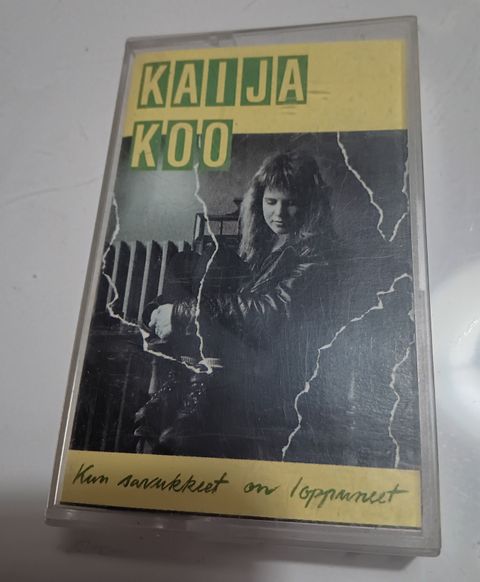 KAIJA
KOO
Kun savukkeet on loppuneet